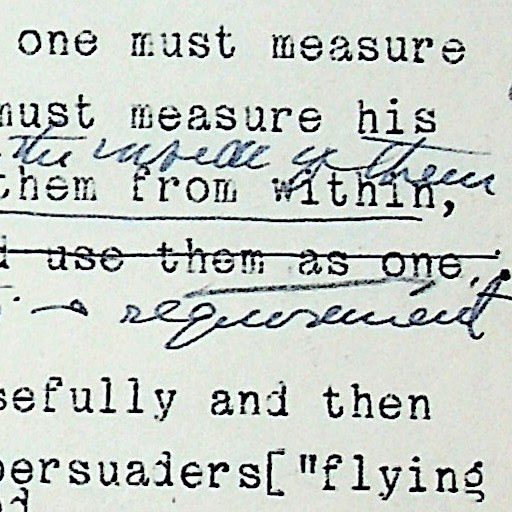 one must measure
must measure his
the inside of them
them from within,
use them as one.
requirement
sefully and then
persuaders["flying